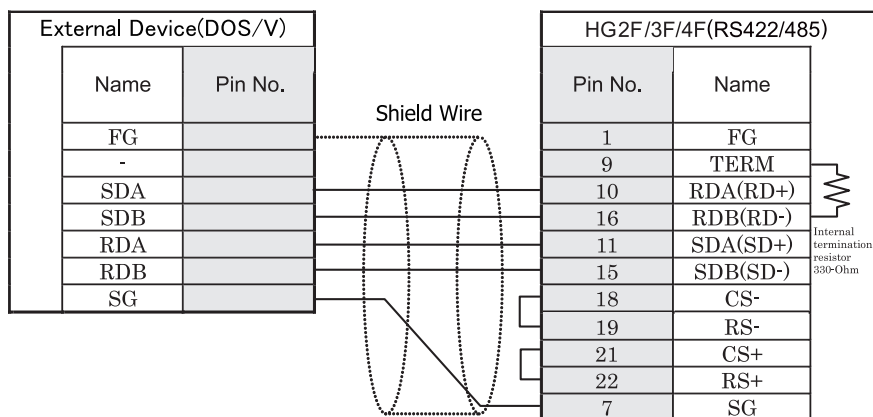 External Device(DOS/V)
Name Pin No.
FG
-
SDA
SDB
RDA
RDB
SG
Shield Wire
HG2F/3F/4F(RS422/485)
Pin No. Name
1 FG
9 TERM
10 RDA(RD+)
16 RDB(RD-)
11 SDA(SD+)
15 SDB(SD-)
18 CS-
19 RS-
21 CS+
22 RS+
7 SG
Internal
termination
resistor
330-Ohm